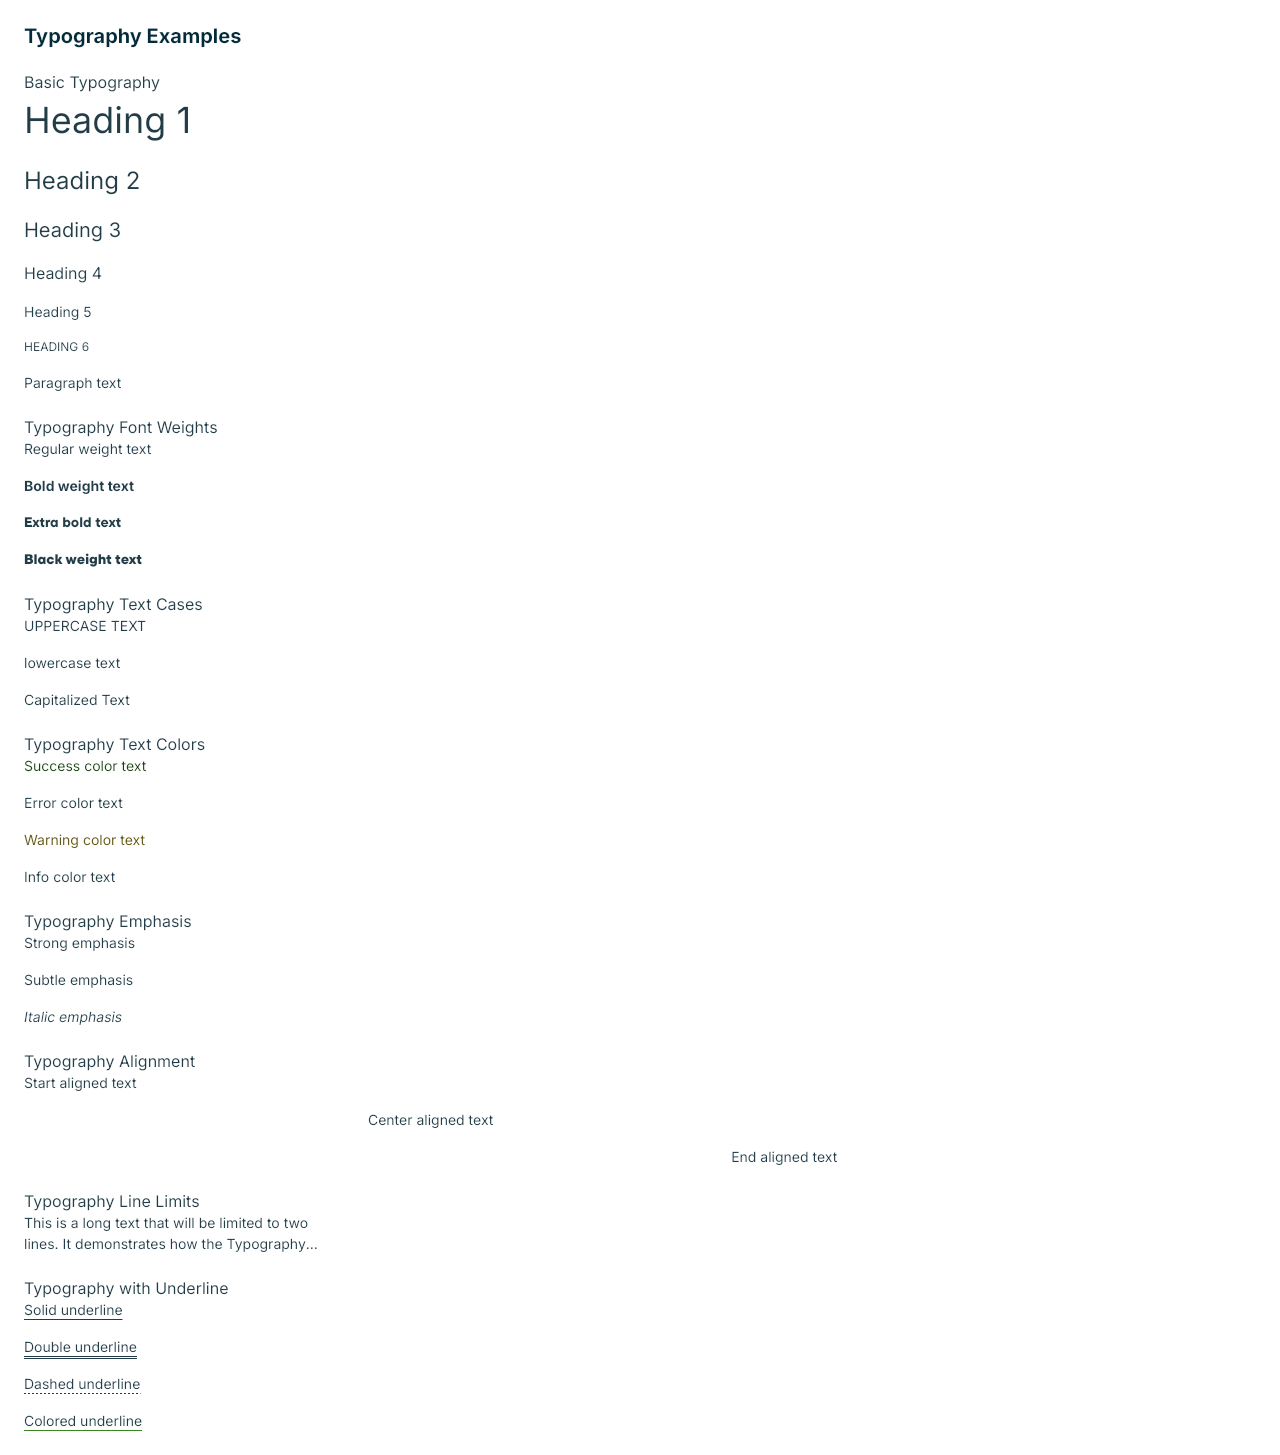 Typography Examples
Basic Typography
Heading 1
Heading 2
Heading 3
Heading 4
Heading 5
HEADING 6
Paragraph text
Typography Font Weights
Regular weight text
Bold weight text
Extra bold text
Black weight text
Typography Text Cases
UPPERCASE TEXT
lowercase text
Capitalized Text
Typography Text Colors
Success color text
Error color text
Warning color text
Info color text
Typography Emphasis
Strong emphasis
Subtle emphasis
Italic emphasis
Typography Alignment
Start aligned text
Center aligned text
End aligned text
Typography Line Limits
This is a long text that will be limited to two
lines. It demonstrates how the Typography...
Typography with Underline
Solid underline
Double underline
Dashed underline
Colored underline